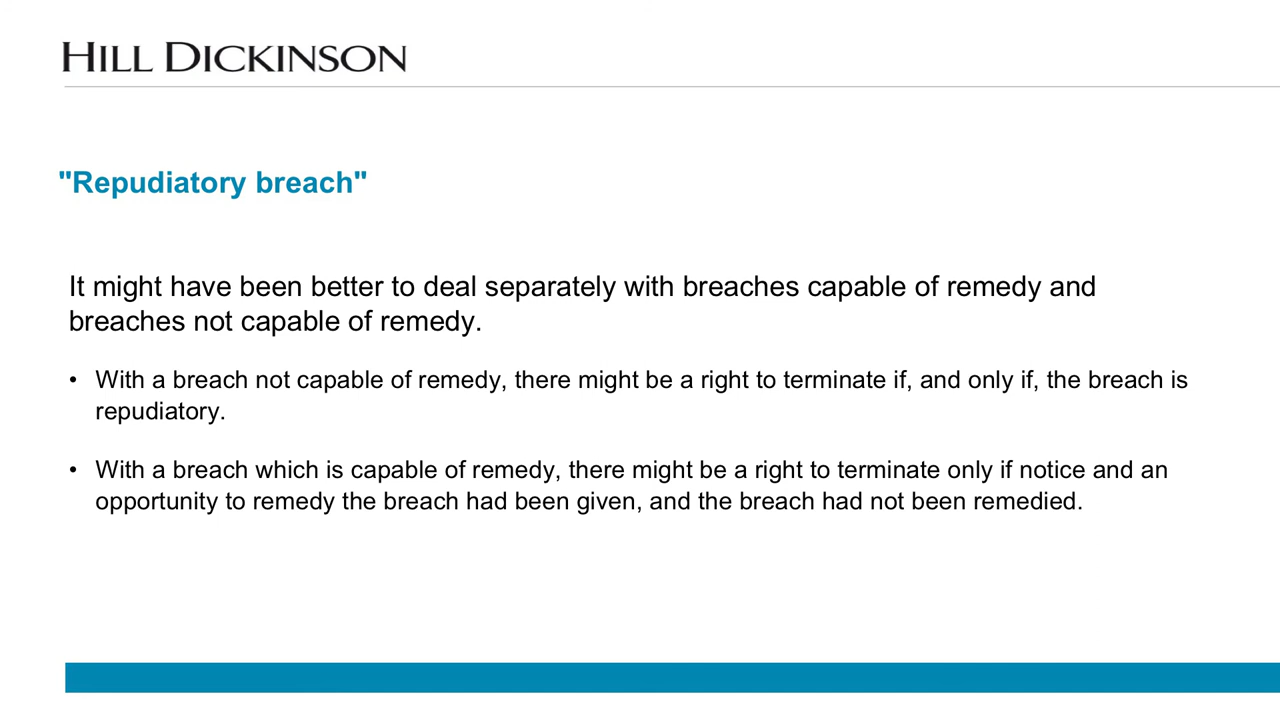 HILL DICKINSON
"Repudiatory breach"
It might have been better to deal separately with breaches capable of remedy and
breaches not capable of remedy.
• With a breach not capable of remedy, there might be a right to terminate if, and only if, the breach is
repudiatory.
• With a breach which is capable of remedy, there might be a right to terminate only if notice and an
opportunity to remedy the breach had been given, and the breach had not been remedied.